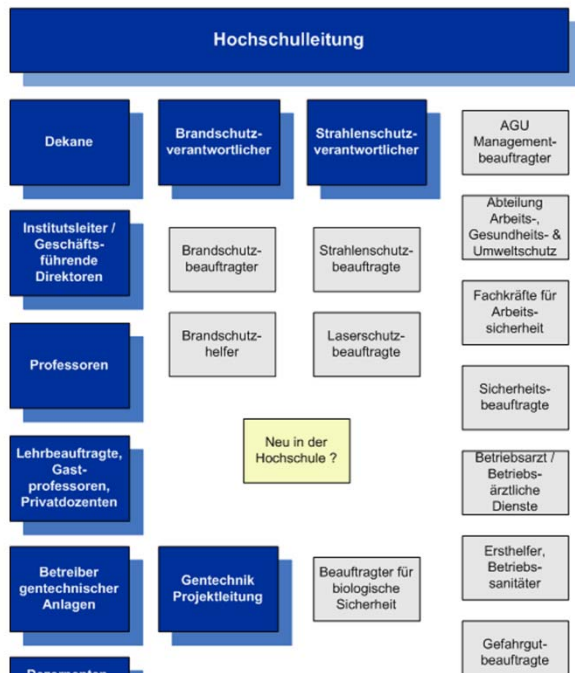 Hochschulleitung
Dekane
Brandschutz-
verantwortlicher
Strahlenschutz-
verantwortlicher
AGU
Management-
beauftragter
Institutsleiter /
Geschäfts-
führende
Direktoren
Brandschutz-
beauftragter
Strahlenschutz-
beauftragte
Abteilung
Arbeits-,
Gesundheits- &
Umweltschutz
Professoren
Brandschutz-
helfer
Laserschutz-
beauftragte
Fachkräfte für
Arbeits-
sicherheit
Sicherheits-
beauftragte
Lehrbeauftragte,
Gast-
professoren,
Privatdozenten
Neu in der
Hochschule ?
Betriebsarzt /
Betriebs-
ärztliche
Dienste
Betreiber
gentechnischer
Anlagen
Gentechnik
Projektleitung
Beauftragter für
biologische
Sicherheit
Ersthelfer,
Betriebs-
sanitäter
Gefahrgut-
beauftragte